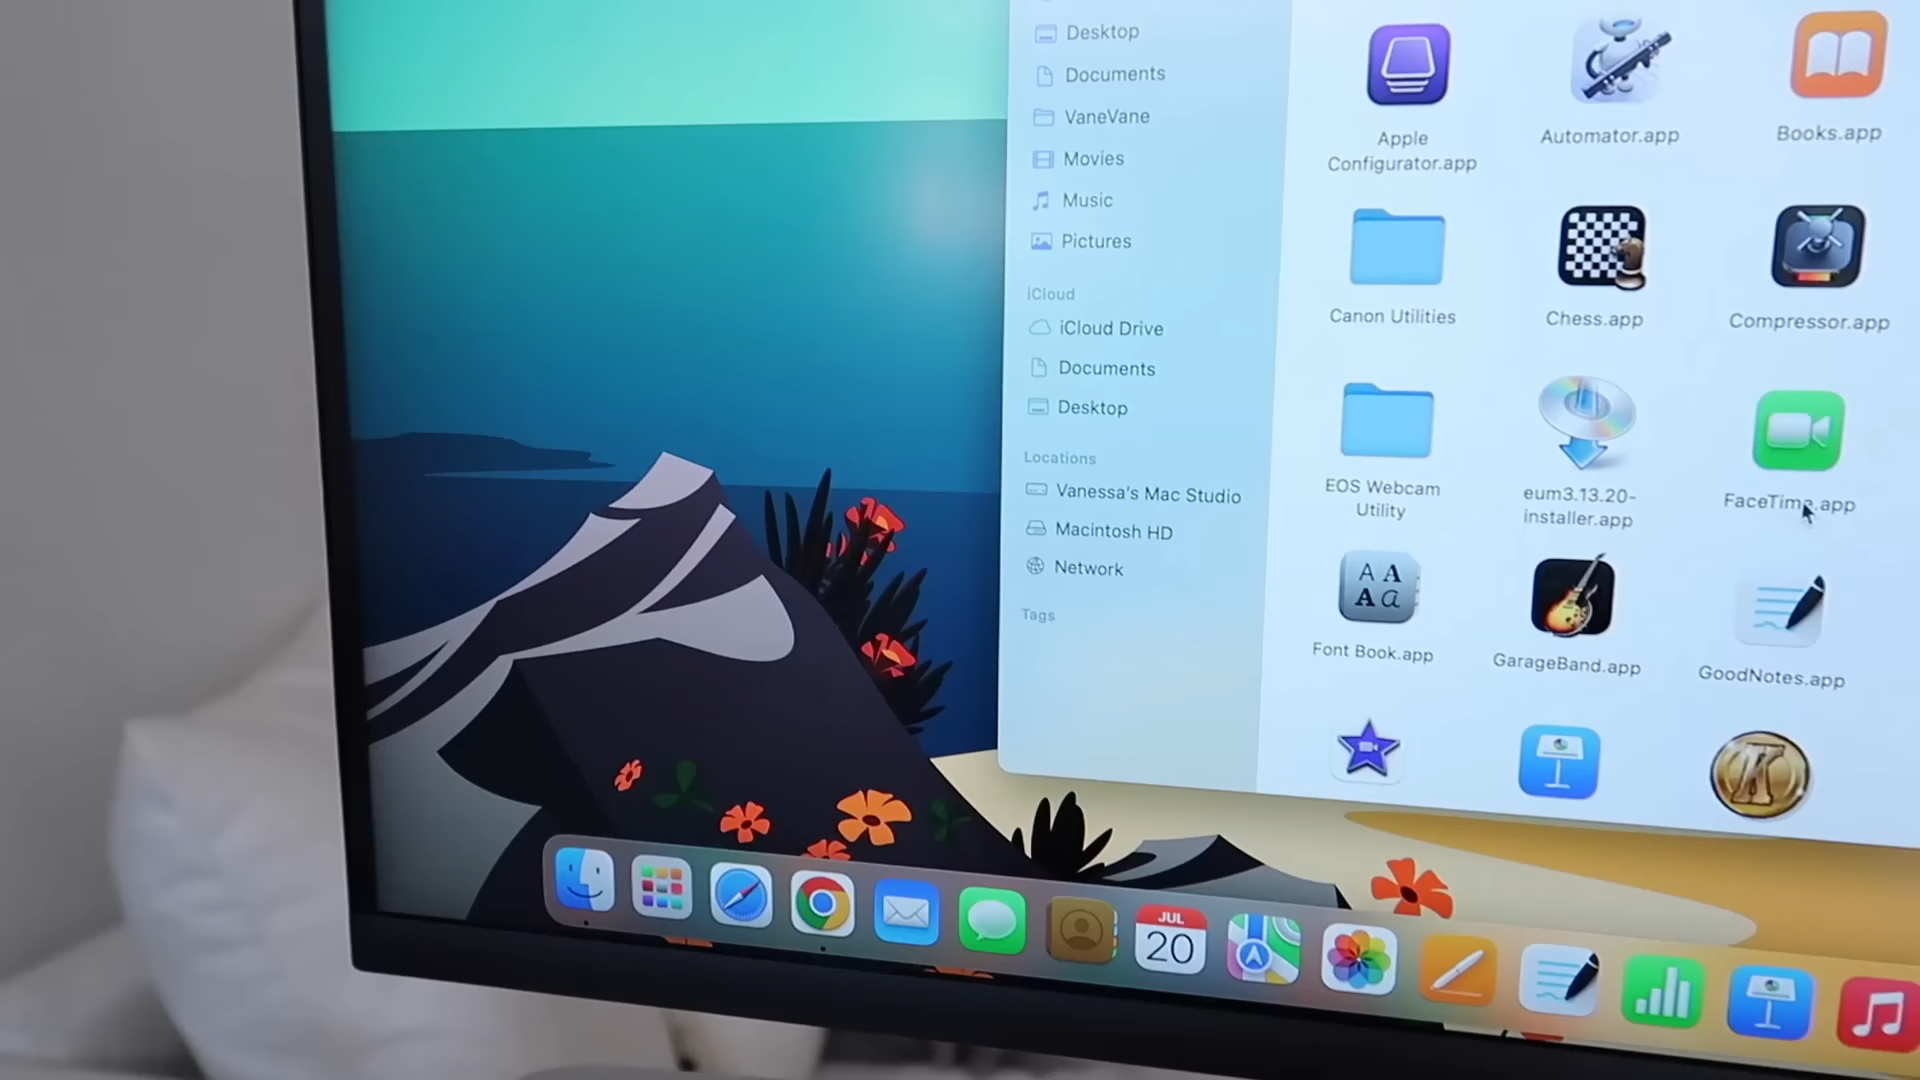 Desktop
Documents
VaneVane
Movies
Music
Pictures
iCloud
iCloud Drive
Documents
Desktop
Locations
Vanessa's Mac Studio
Macintosh HD
Network
Tags
Apple
Configurator.app
Automator.app
Books.app
Canon Utilities
Chess.app
Compressor.app
EOS Webcam
Utility
eum3.13.20-
installer.app
FaceTime.app
A A
A a
Font Book.app
GarageBand.app
GoodNotes.app
K
JUL
20